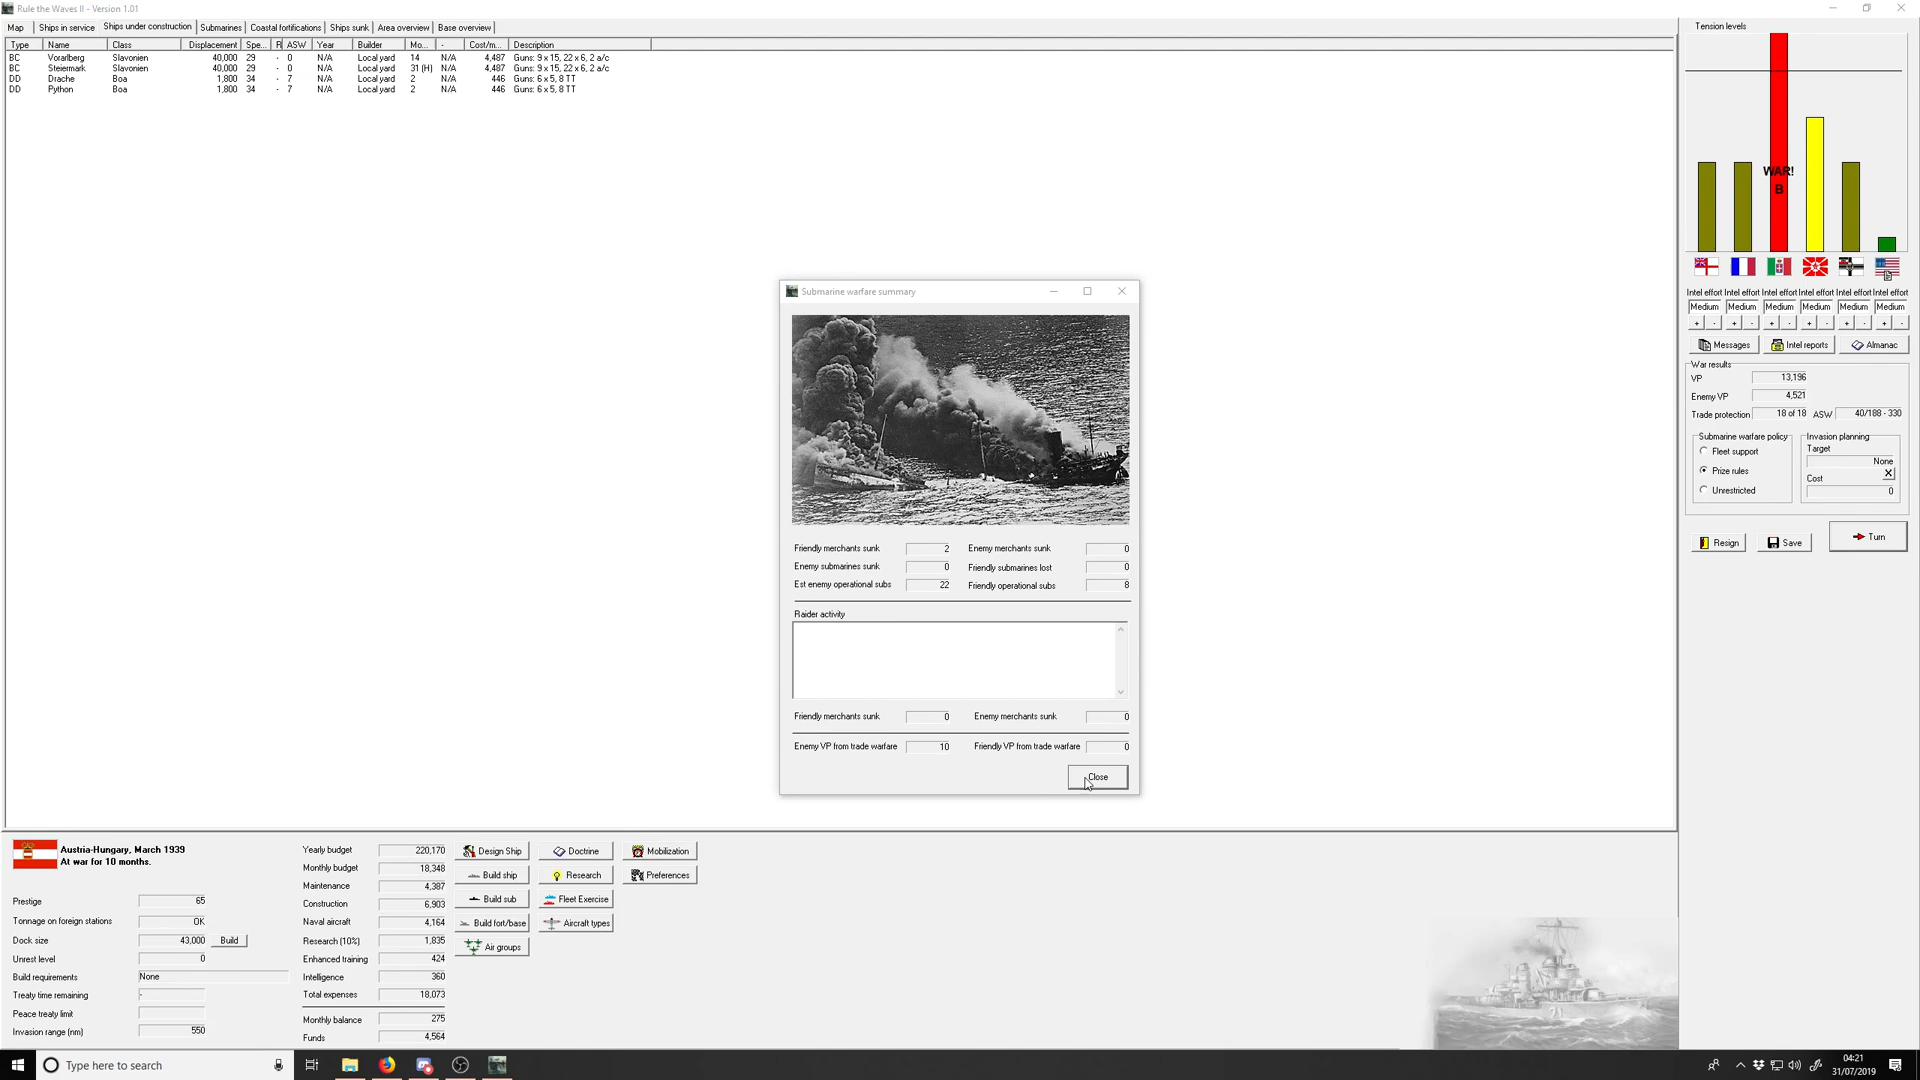 Rule the Waves II - Version 1.01
Map Ships in service Ships under construction Submarines Coastal fortifications Ships sunk Area overview Base overview
Type Name Class Displacement Spe... R ASW Year Builder Mo... - Cost/m... Description
BC Vorarlberg Slavonien 40,000 29 - 0 N/A Local yard 14 N/A 4,487 Guns: 9 x 15, 22 x 6, 2 a/c
BC Steiermark Slavonien 40,000 29 - 0 N/A Local yard 31 (H) N/A 4,487 Guns: 9 x 15, 22 x 6, 2 a/c
DD Drache Boa 1,800 34 - 7 N/A Local yard 2 N/A 446 Guns: 6 x 5, 8 TT
DD Python Boa 1,800 34 - 7 N/A Local yard 2 N/A 446 Guns: 6 x 5, 8 TT
Submarine warfare summary
Friendly merchants sunk 2 Enemy merchants sunk 0
Enemy submarines sunk 0 Friendly submarines lost 0
Est enemy operational subs 22 Friendly operational subs 8
Raider activity
Friendly merchants sunk 0 Enemy merchants sunk 0
Enemy VP from trade warfare 10 Friendly VP from trade warfare 0
Close
Tension levels
WAR!
B
Intel effort Intel effort Intel effort Intel effort Intel effort Intel effort
Medium Medium Medium Medium Medium Medium
+ - + - + - + - + - + -
Messages Intel reports Almanac
War results
VP 13,196
Enemy VP 4,521
Trade protection 18 of 18 ASW 40/188 - 330
Submarine warfare policy
Fleet support
Prize rules
Unrestricted
Invasion planning
Target
None
Cost X
0
Resign Save Turn
Austria-Hungary, March 1939
At war for 10 months.
Prestige 65
Tonnage on foreign stations OK
Dock size 43,000 Build
Unrest level 0
Build requirements None
Treaty time remaining -
Peace treaty limit
Invasion range (nm) 550
Yearly budget 220,170
Monthly budget 18,348
Maintenance 4,387
Construction 6,903
Naval aircraft 4,164
Research (10%) 1,835
Enhanced training 424
Intelligence 360
Total expenses 18,073
Monthly balance 275
Funds 4,564
Design Ship Doctrine Mobilization
Build ship Research Preferences
Build sub Fleet Exercise
Build fort/base Aircraft types
Air groups
71
Type here to search
04:21
31/07/2019